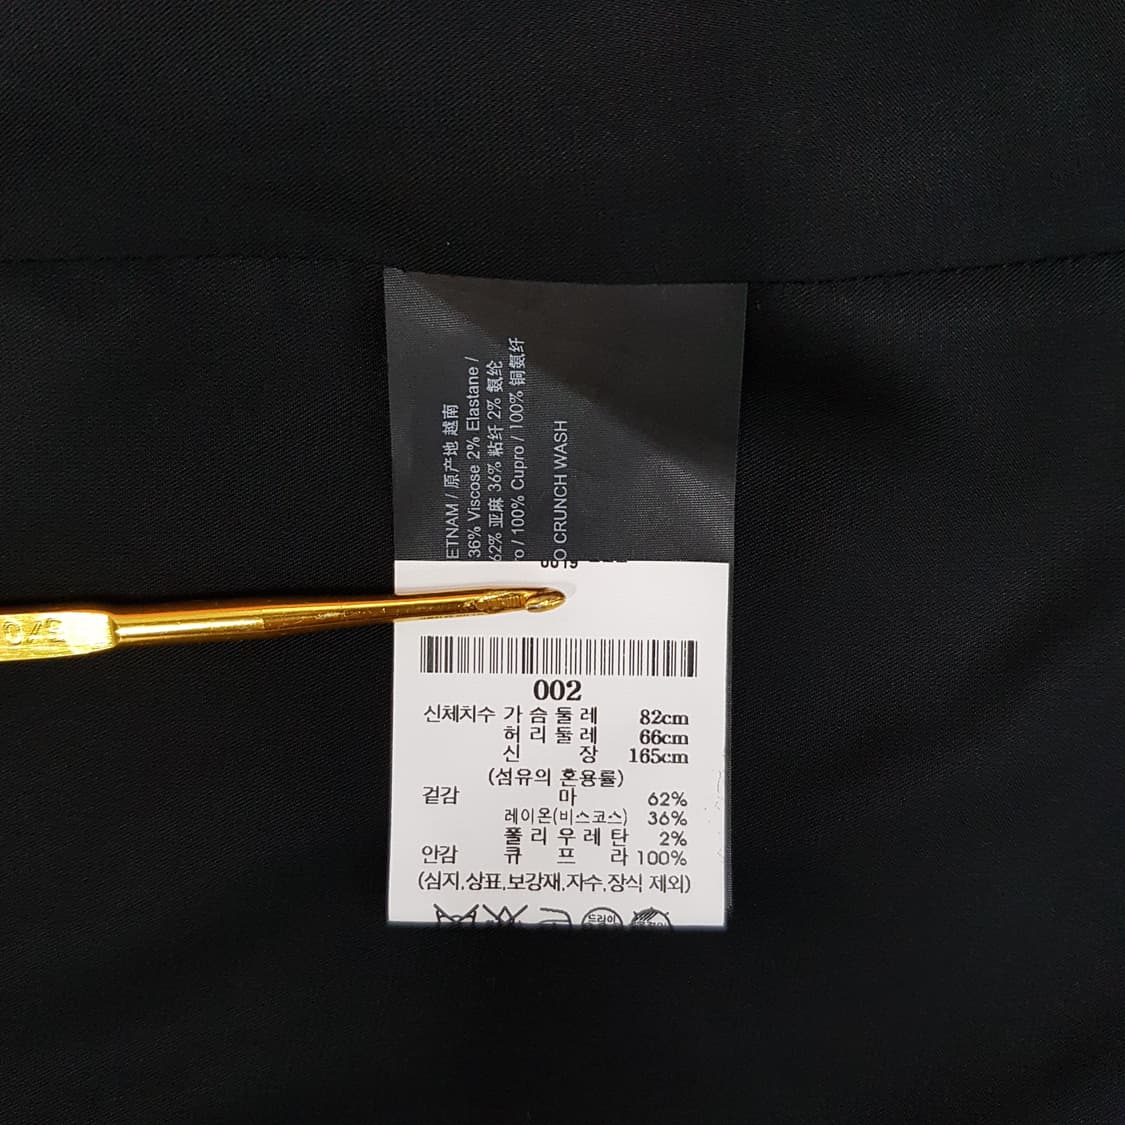 ETNAM / 原产地 越南
36% Viscose 2% Elastane /
62% 亚麻 36% 粘纤 2% 氨纶
ro / 100% Cupro / 100% 铜氨纤
O CRUNCH WASH
002
신체치수 가슴둘레 82cm
허리둘레 66cm
신장 165cm
(섬유의 혼용률)
겉감 마 62%
레이온(비스코스) 36%
폴리우레탄 2%
안감 큐프라 100%
(심지,상표,보강재,자수,장식 제외)
드라이